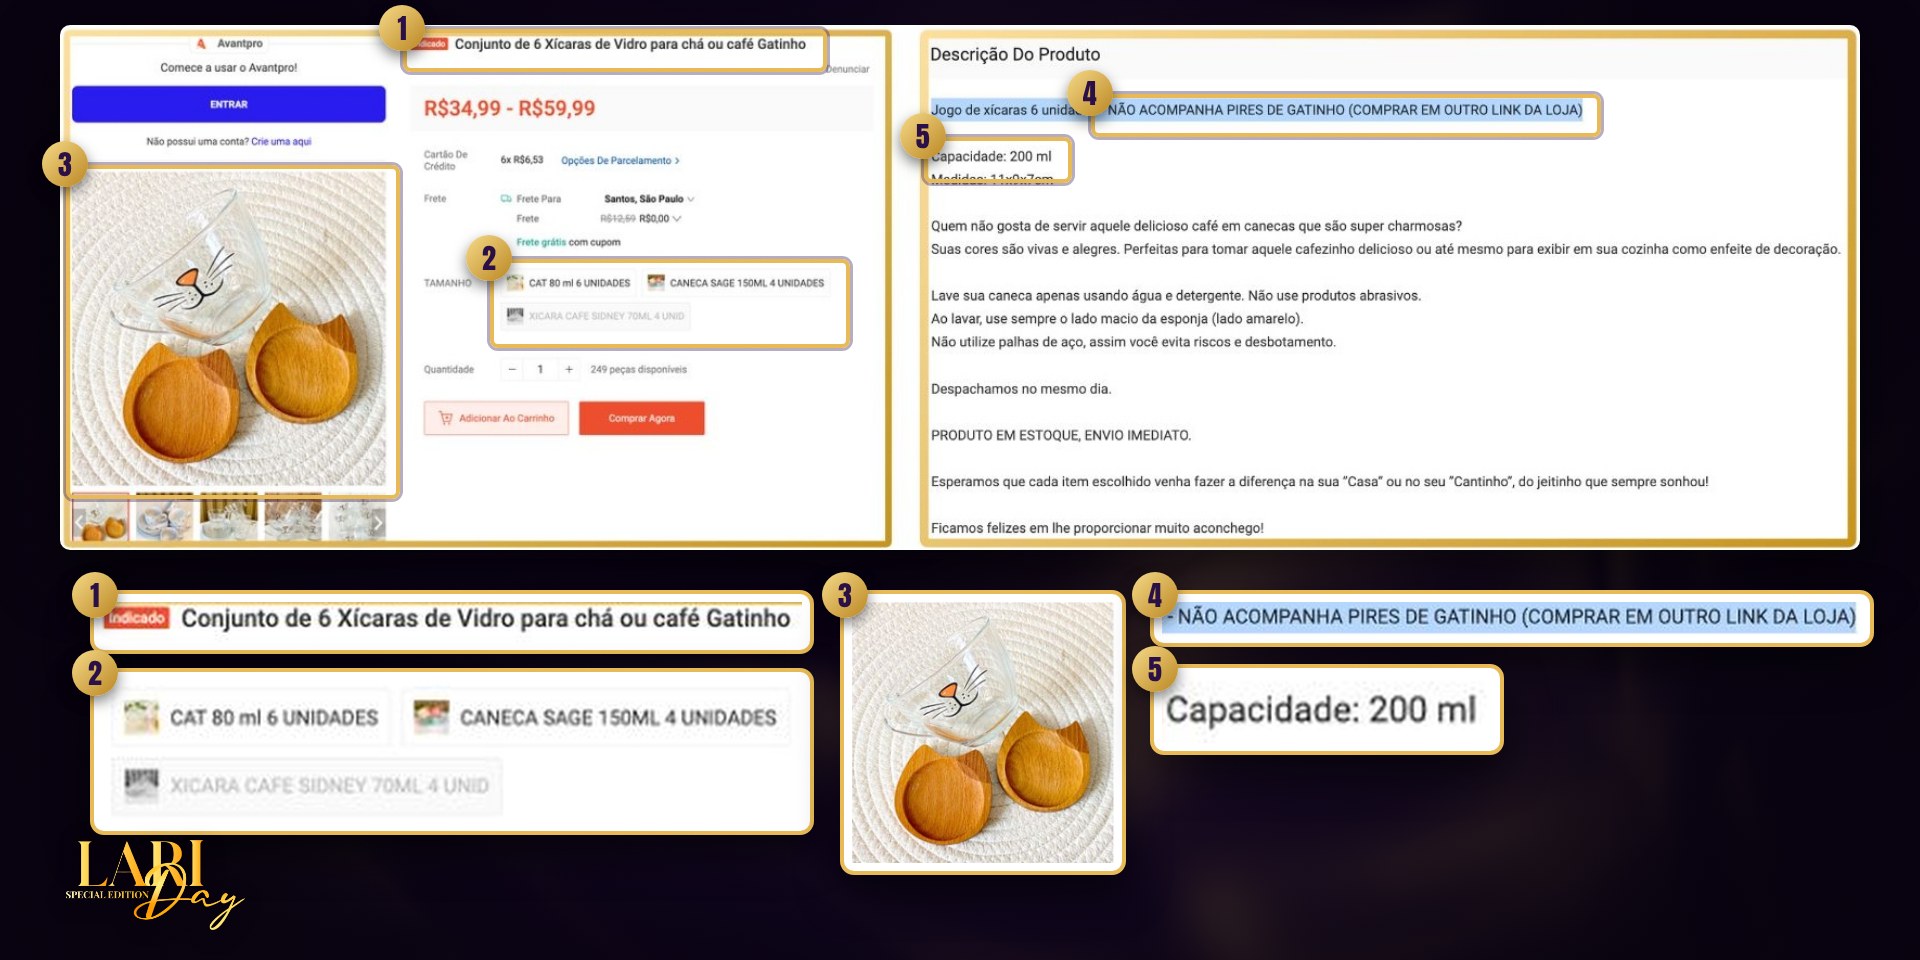 1
Avantpro
Indicado Conjunto de 6 Xícaras de Vidro para chá ou café Gatinho
Comece a usar o Avantpro!
Denunciar
ENTRAR
R$34,99 - R$59,99
Não possui uma conta? Crie uma aqui
3
Cartão De Crédito
6x R$6,53 Opções De Parcelamento >
Frete
Frete Para Santos, São Paulo
Frete R$12,59 R$0,00
Frete grátis com cupom
2
TAMANHO
CAT 80 ml 6 UNIDADES CANECA SAGE 150ML 4 UNIDADES
XICARA CAFE SIDNEY 70ML 4 UNID
Quantidade − 1 + 249 peças disponíveis
Adicionar Ao Carrinho Comprar Agora
Descrição Do Produto
4
Jogo de xícaras 6 NÃO ACOMPANHA PIRES DE GATINHO (COMPRAR EM OUTRO LINK DA LOJA)
5
Capacidade: 200 ml
Medidas: 11x9x7cm
Quem não gosta de servir aquele delicioso café em canecas que são super charmosas?
Suas cores são vivas e alegres. Perfeitas para tomar aquele cafezinho delicioso ou até mesmo para exibir em sua cozinha como enfeite de decoração.
Lave sua caneca apenas usando água e detergente. Não use produtos abrasivos.
Ao lavar, use sempre o lado macio da esponja (lado amarelo).
Não utilize palhas de aço, assim você evita riscos e desbotamento.
Despachamos no mesmo dia.
PRODUTO EM ESTOQUE, ENVIO IMEDIATO.
Esperamos que cada item escolhido venha fazer a diferença na sua "Casa" ou no seu "Cantinho", do jeitinho que sempre sonhou!
Ficamos felizes em lhe proporcionar muito aconchego!
1
Indicado Conjunto de 6 Xícaras de Vidro para chá ou café Gatinho
2
CAT 80 ml 6 UNIDADES CANECA SAGE 150ML 4 UNIDADES
XICARA CAFE SIDNEY 70ML 4 UNID
3
4
- NÃO ACOMPANHA PIRES DE GATINHO (COMPRAR EM OUTRO LINK DA LOJA)
5
Capacidade: 200 ml
LABI
SPECIAL EDITION Day